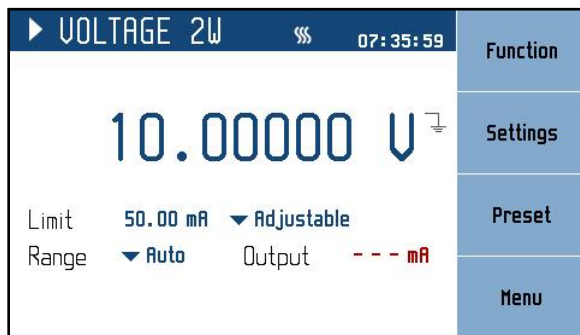 VOLTAGE 2W 07:35:59
Function
10.00000 V
Settings
Limit 50.00 mA Adjustable
Preset
Range Auto Output - - - mA
Menu